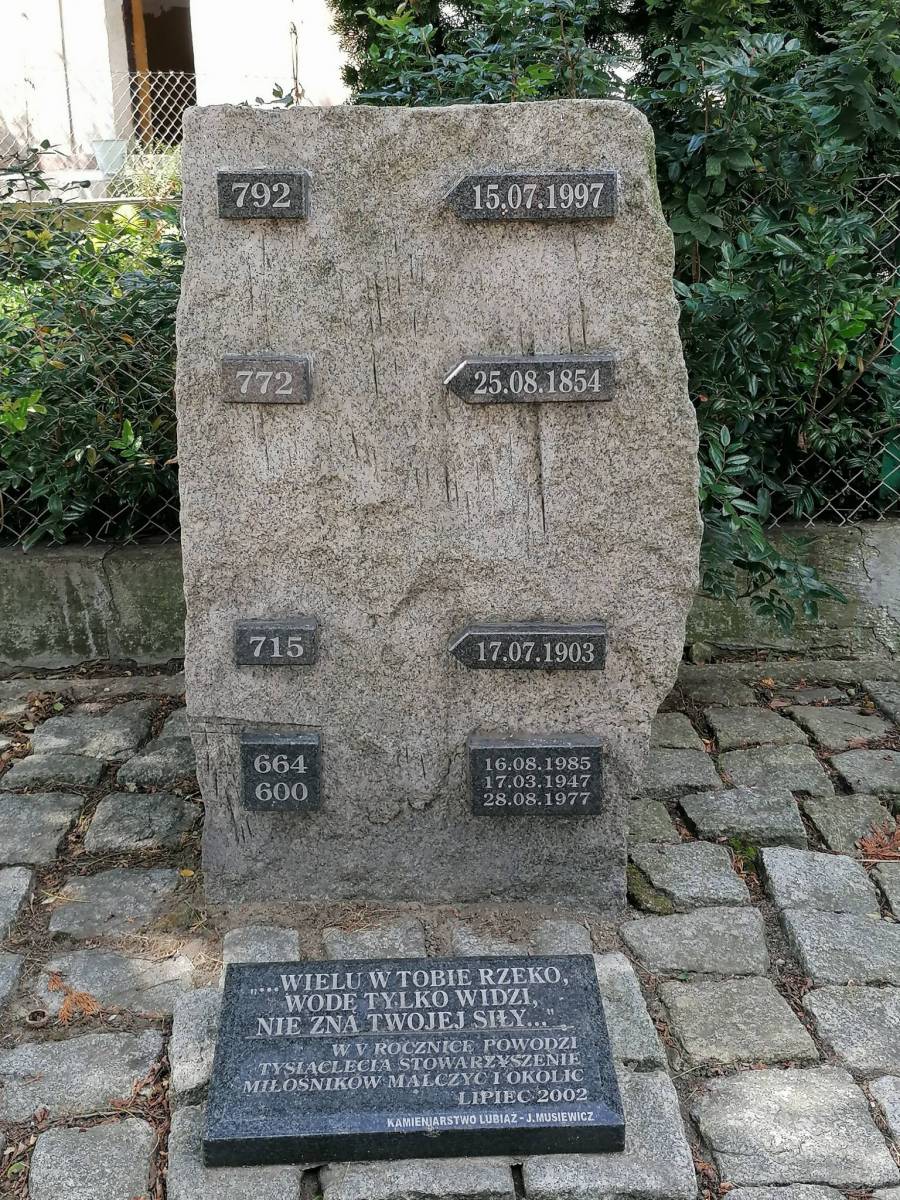 792 15.07.1997
772 25.08.1854
715 17.07.1903
664 16.08.1985
17.03.1947
600 28.08.1977
„...WIELU W TOBIE RZEKO,
WODĘ TYLKO WIDZI,
NIE ZNA TWOJEJ SIŁY..."
W V ROCZNICĘ POWODZI
TYSIĄCLECIA STOWARZYSZENIE
MIŁOŚNIKÓW MALCZYC I OKOLIC
LIPIEC 2002
KAMIENIARSTWO LUBIĄŻ - J.MUSIEWICZ